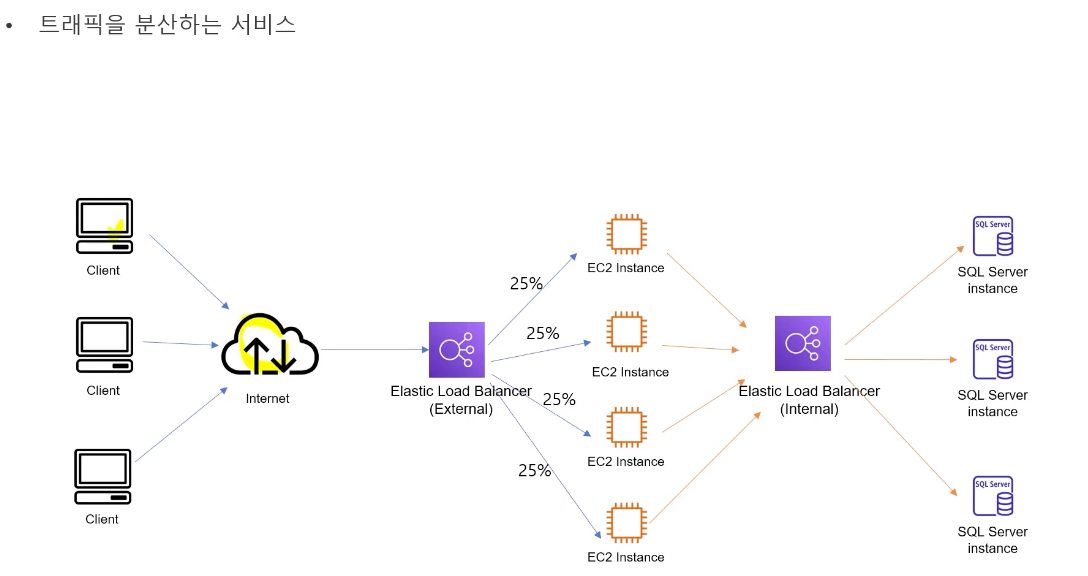 • 트래픽을 분산하는 서비스
Client
Client
Client
Internet
Elastic Load Balancer
(External)
25%
25%
25%
25%
EC2 Instance
EC2 Instance
EC2 Instance
EC2 Instance
Elastic Load Balancer
(Internal)
SQL Server
SQL Server
instance
SQL Server
SQL Server
instance
SQL Server
SQL Server
instance